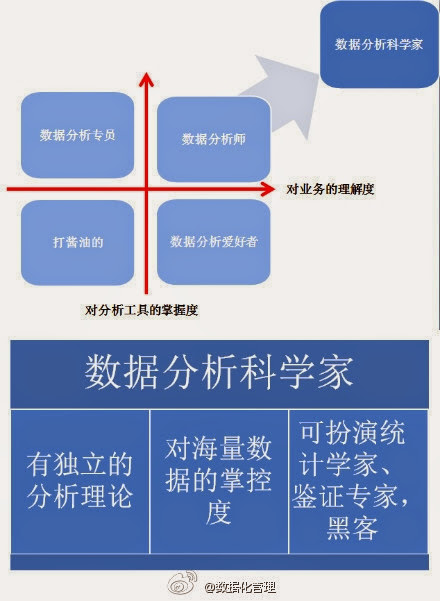 数据分析科学家
数据分析专员
数据分析师
对业务的理解度
打酱油的
数据分析爱好者
对分析工具的掌握度
数据分析科学家
有独立的
分析理论
对海量数
据的掌控
度
可扮演统
计学家、
鉴证专家，
黑客
@数据化管理